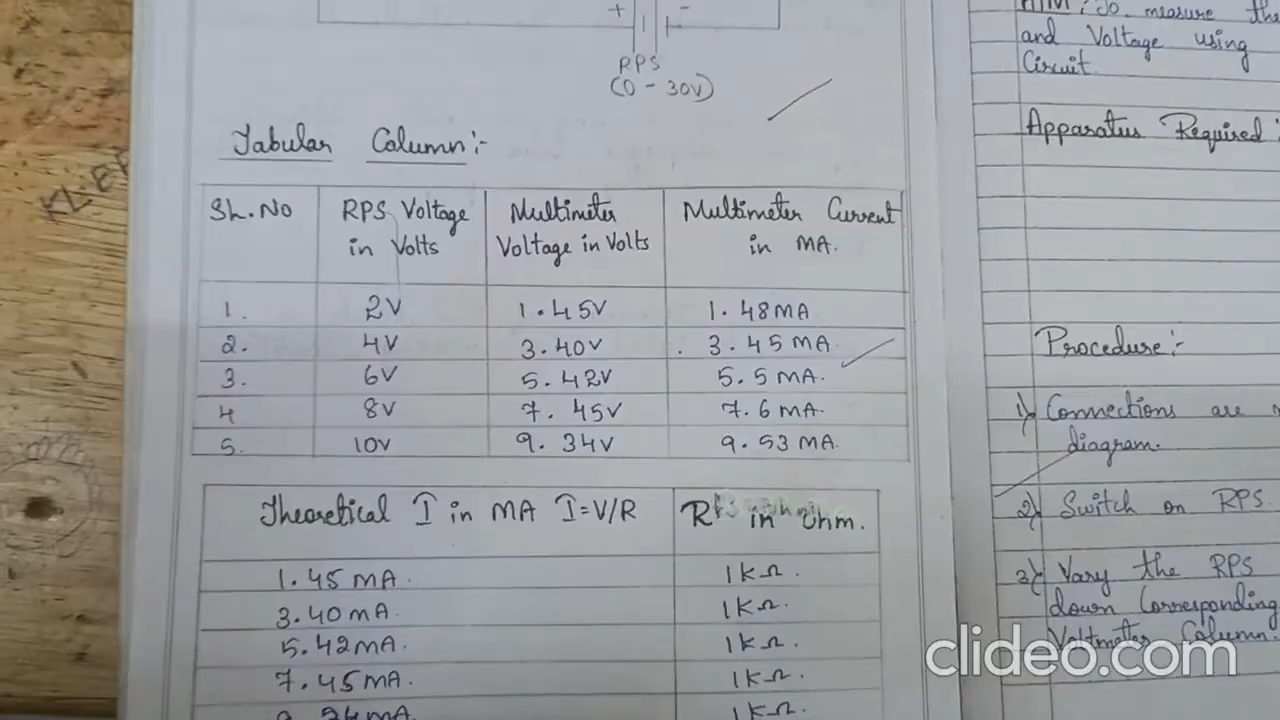 + -
RPS
(0 - 30V)
Tabular Column:-
SL.No RPS Voltage in Volts Multimeter Voltage in Volts Multimeter Current in MA.
1. 2V 1.45V 1.48MA
2. 4V 3.40V 3.45MA.
3. 6V 5.42V 5.5MA.
4 8V 7.45V 7.6MA.
5. 10V 9.34V 9.53MA.
Theoretical I in MA I=V/R R in ohm.
1.45MA. 1KΩ.
3.40MA. 1KΩ.
5.42MA. 1KΩ.
7.45MA. 1KΩ.
9.34MA 1KΩ.
AIM: To measure the
and Voltage using
Circuit.
Apparatus Required:
Procedure:-
1) Connections are
diagram.
2) Switch on RPS.
3) Vary the RPS
down Corresponding
Voltmeter Column.
clideo.com